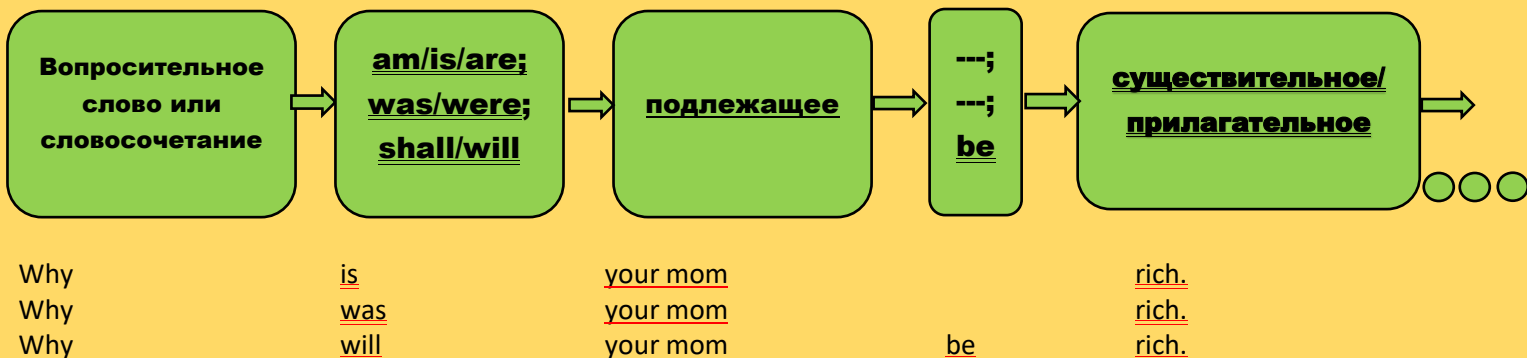 Вопросительное
слово или
словосочетание
am/is/are;
was/were;
shall/will
подлежащее
---;
---;
be
существительное/
прилагательное
Why is your mom rich.
Why was your mom rich.
Why will your mom be rich.